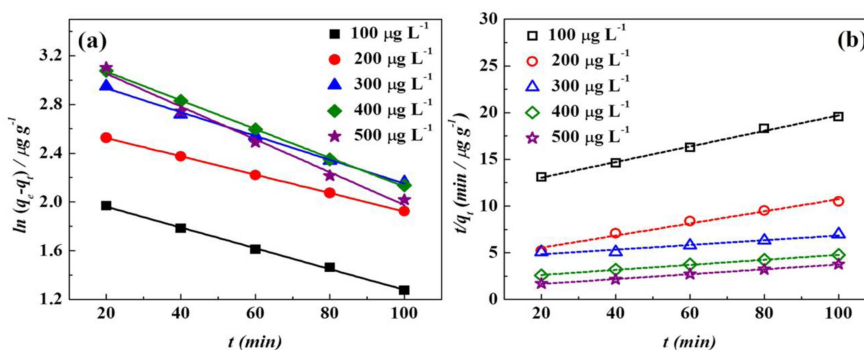 (a)
100 µg L⁻¹
200 µg L⁻¹
300 µg L⁻¹
400 µg L⁻¹
500 µg L⁻¹
3.2
2.8
2.4
2.0
1.6
1.2
20 40 60 80 100
ln (qₑ-qₜ) / µg g⁻¹
t (min)
(b)
100 µg L⁻¹
200 µg L⁻¹
300 µg L⁻¹
400 µg L⁻¹
500 µg L⁻¹
30
25
20
15
10
5
0
20 40 60 80 100
t/qₜ (min / µg g⁻¹)
t (min)